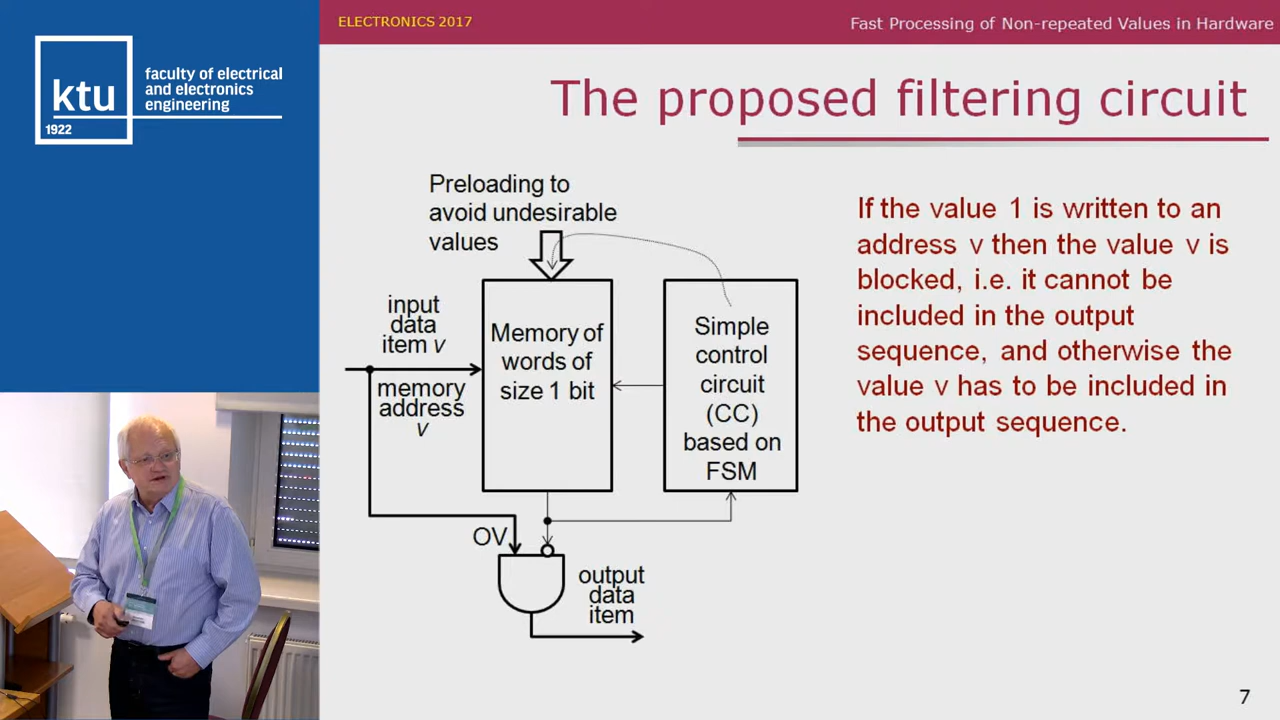 ELECTRONICS 2017
Fast Processing of Non-repeated Values in Hardware
ktu
1922
faculty of electrical
and electronics
engineering
The proposed filtering circuit
Preloading to
avoid undesirable
values
input
data
item v
memory
address
v
Memory of
words of
size 1 bit
Simple
control
circuit
(CC)
based on
FSM
OV
output
data
item
If the value 1 is written to an
address v then the value v is
blocked, i.e. it cannot be
included in the output
sequence, and otherwise the
value v has to be included in
the output sequence.
7